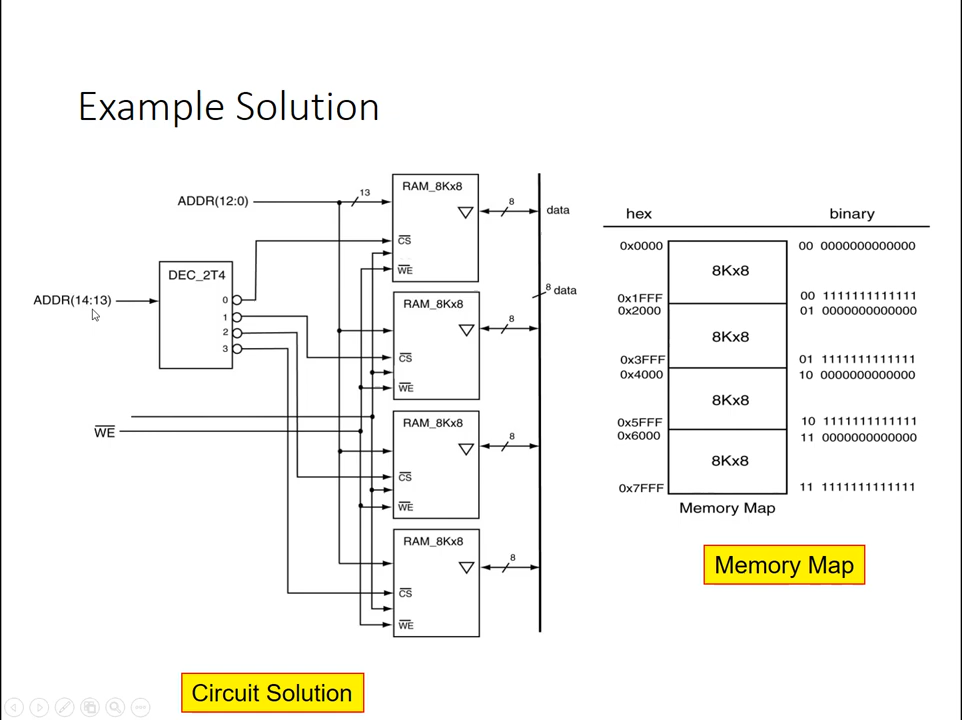 Example Solution
ADDR(12:0)
13
RAM_8Kx8
CS
WE
8
data
8 data
DEC_2T4
ADDR(14:13)
0
1
2
3
RAM_8Kx8
CS
WE
8
WE
RAM_8Kx8
CS
WE
8
RAM_8Kx8
CS
WE
8
Circuit Solution
hex binary
0x0000 00 0000000000000
8Kx8
0x1FFF 00 1111111111111
0x2000 01 0000000000000
8Kx8
0x3FFF 01 1111111111111
0x4000 10 0000000000000
8Kx8
0x5FFF 10 1111111111111
0x6000 11 0000000000000
8Kx8
0x7FFF 11 1111111111111
Memory Map
Memory Map